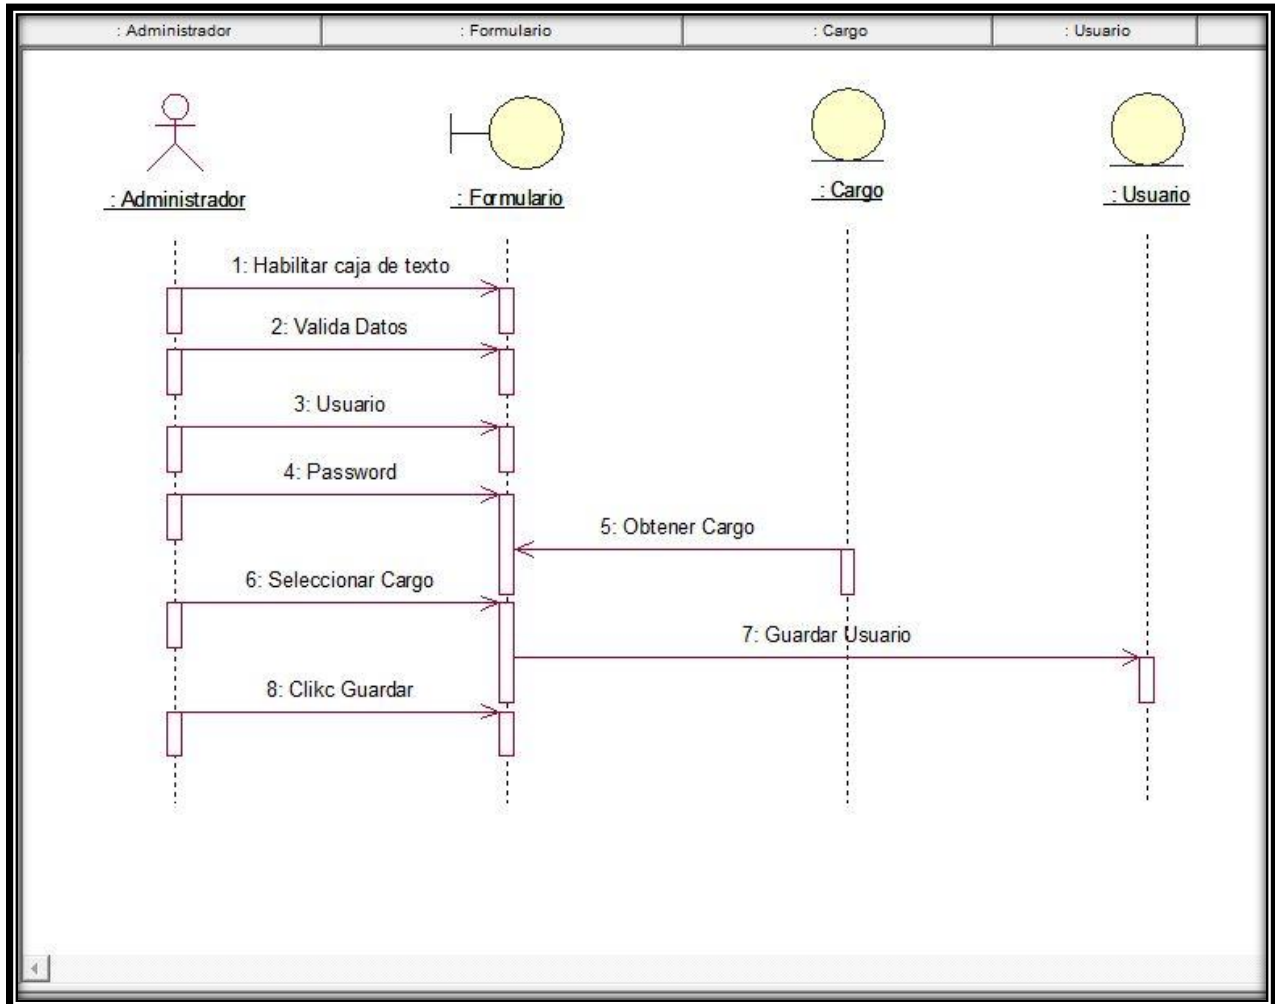 : Administrador
: Formulario
: Cargo
: Usuario
: Administrador
: Formulario
: Cargo
: Usuario
1: Habilitar caja de texto
2: Valida Datos
3: Usuario
4: Password
5: Obtener Cargo
6: Seleccionar Cargo
7: Guardar Usuario
8: Clikc Guardar